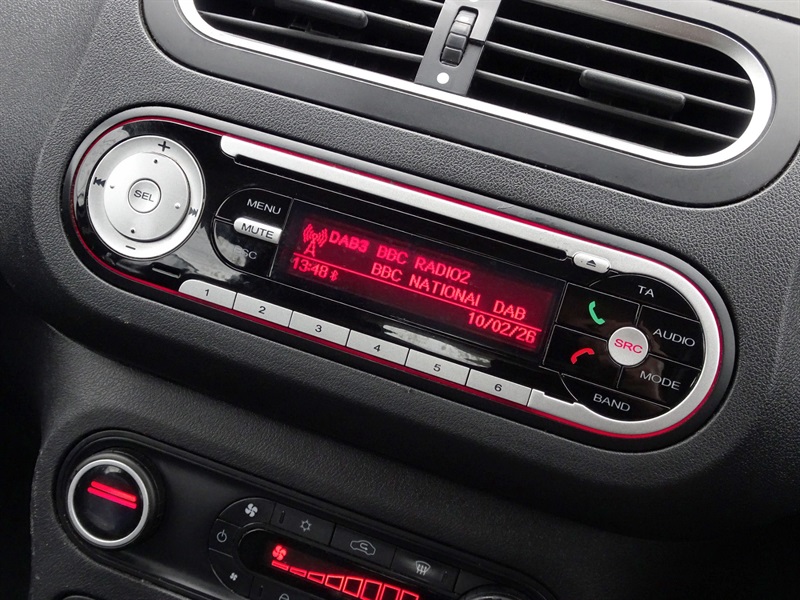 +
SEL
-
MENU
MUTE
DAB3 BBC RADIO2
BBC NATIONAL DAB
13:48
10/02/26
1 2 3 4 5 6
TA
AUDIO
SRC
MODE
BAND